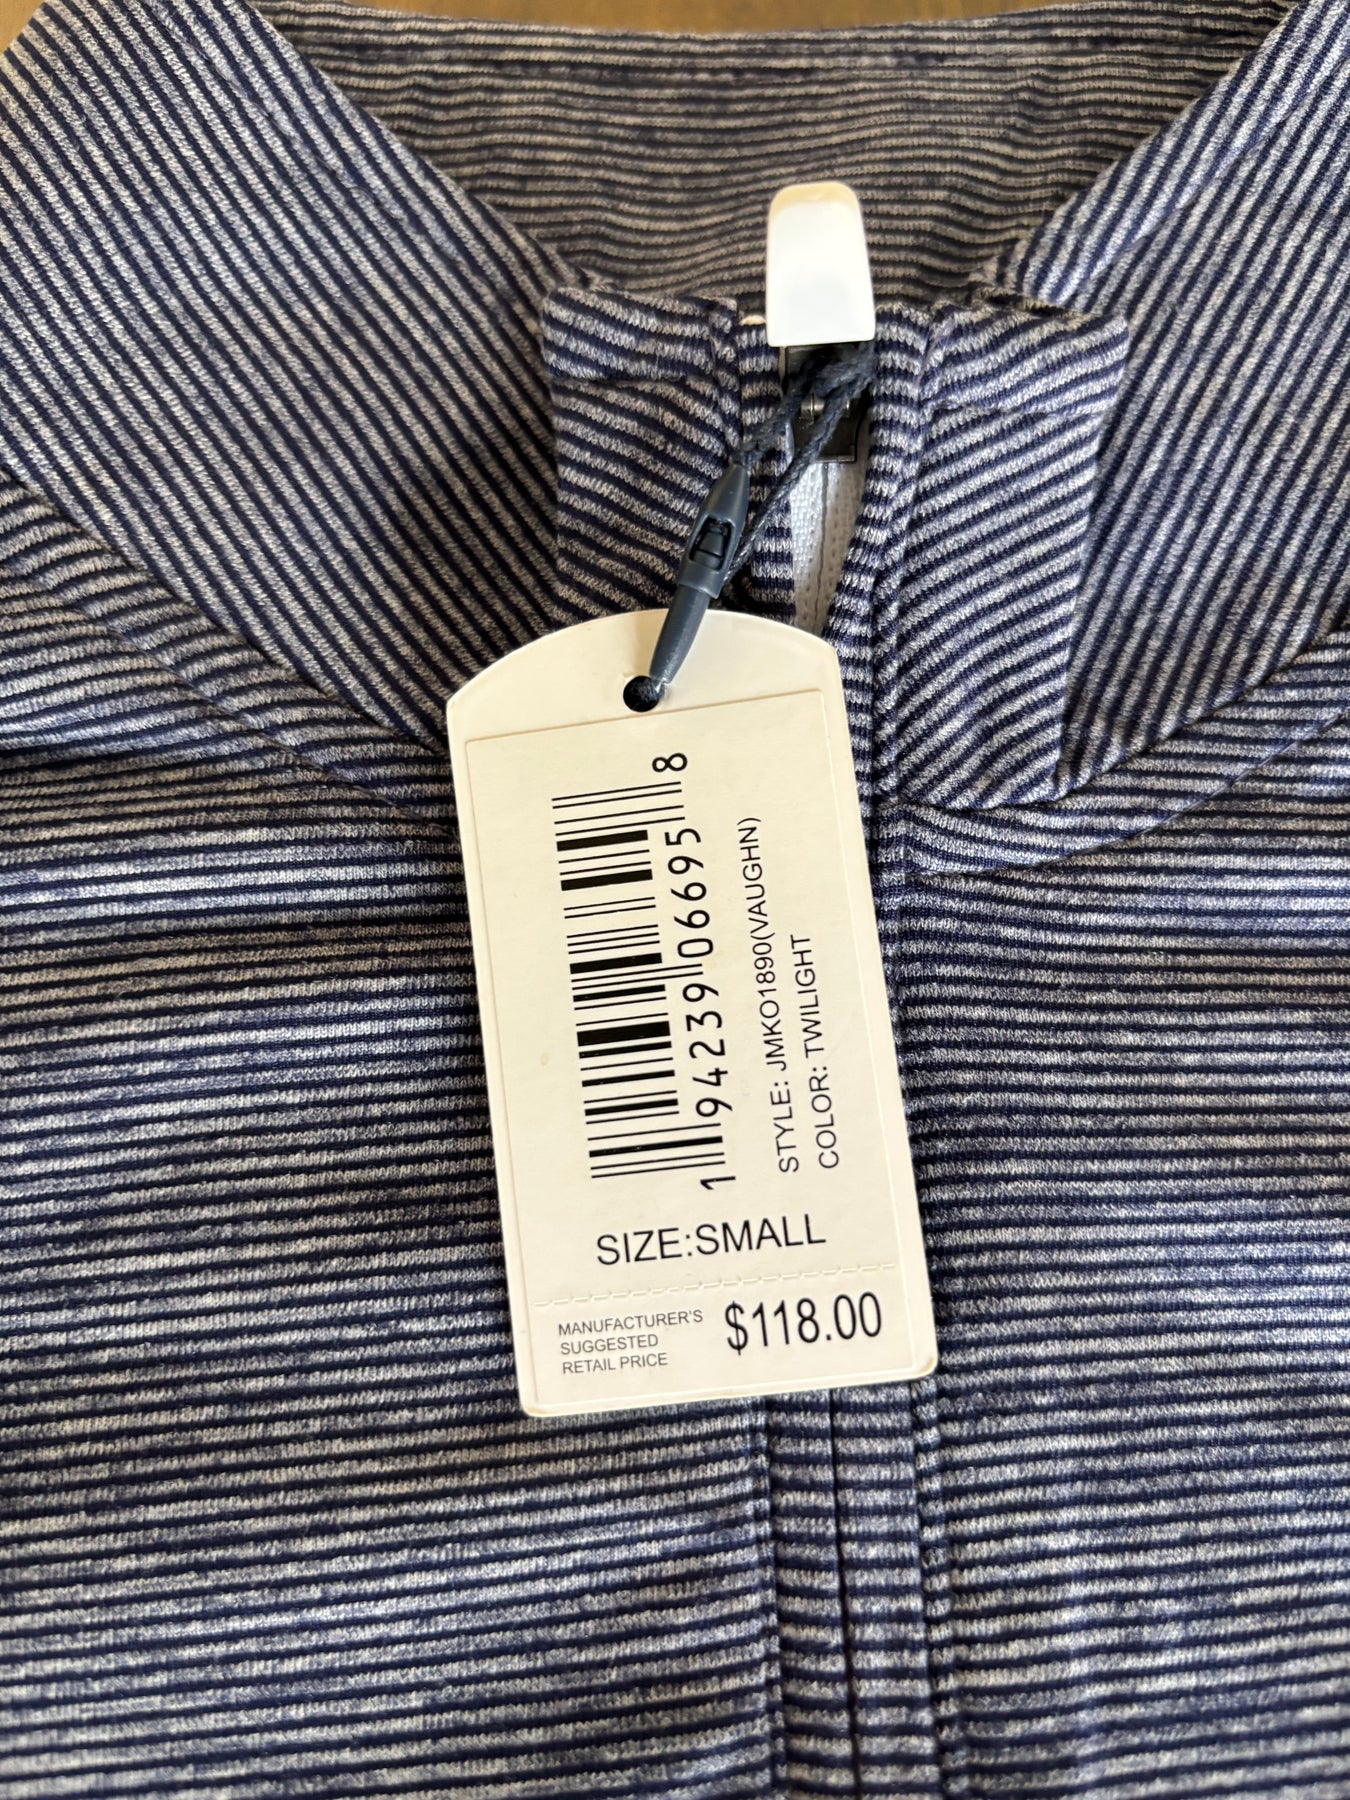 1 94239 06695 8
STYLE: JMKO1890(VAUGHN)
COLOR: TWILIGHT
SIZE:SMALL
MANUFACTURER'S
SUGGESTED
RETAIL PRICE
$118.00